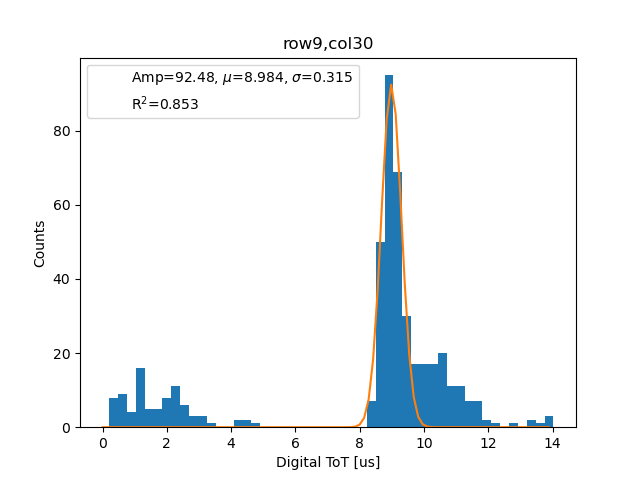 row9,col30
Amp=92.48, μ=8.984, σ=0.315
R²=0.853
Counts
80
60
40
20
0
0 2 4 6 8 10 12 14
Digital ToT [us]